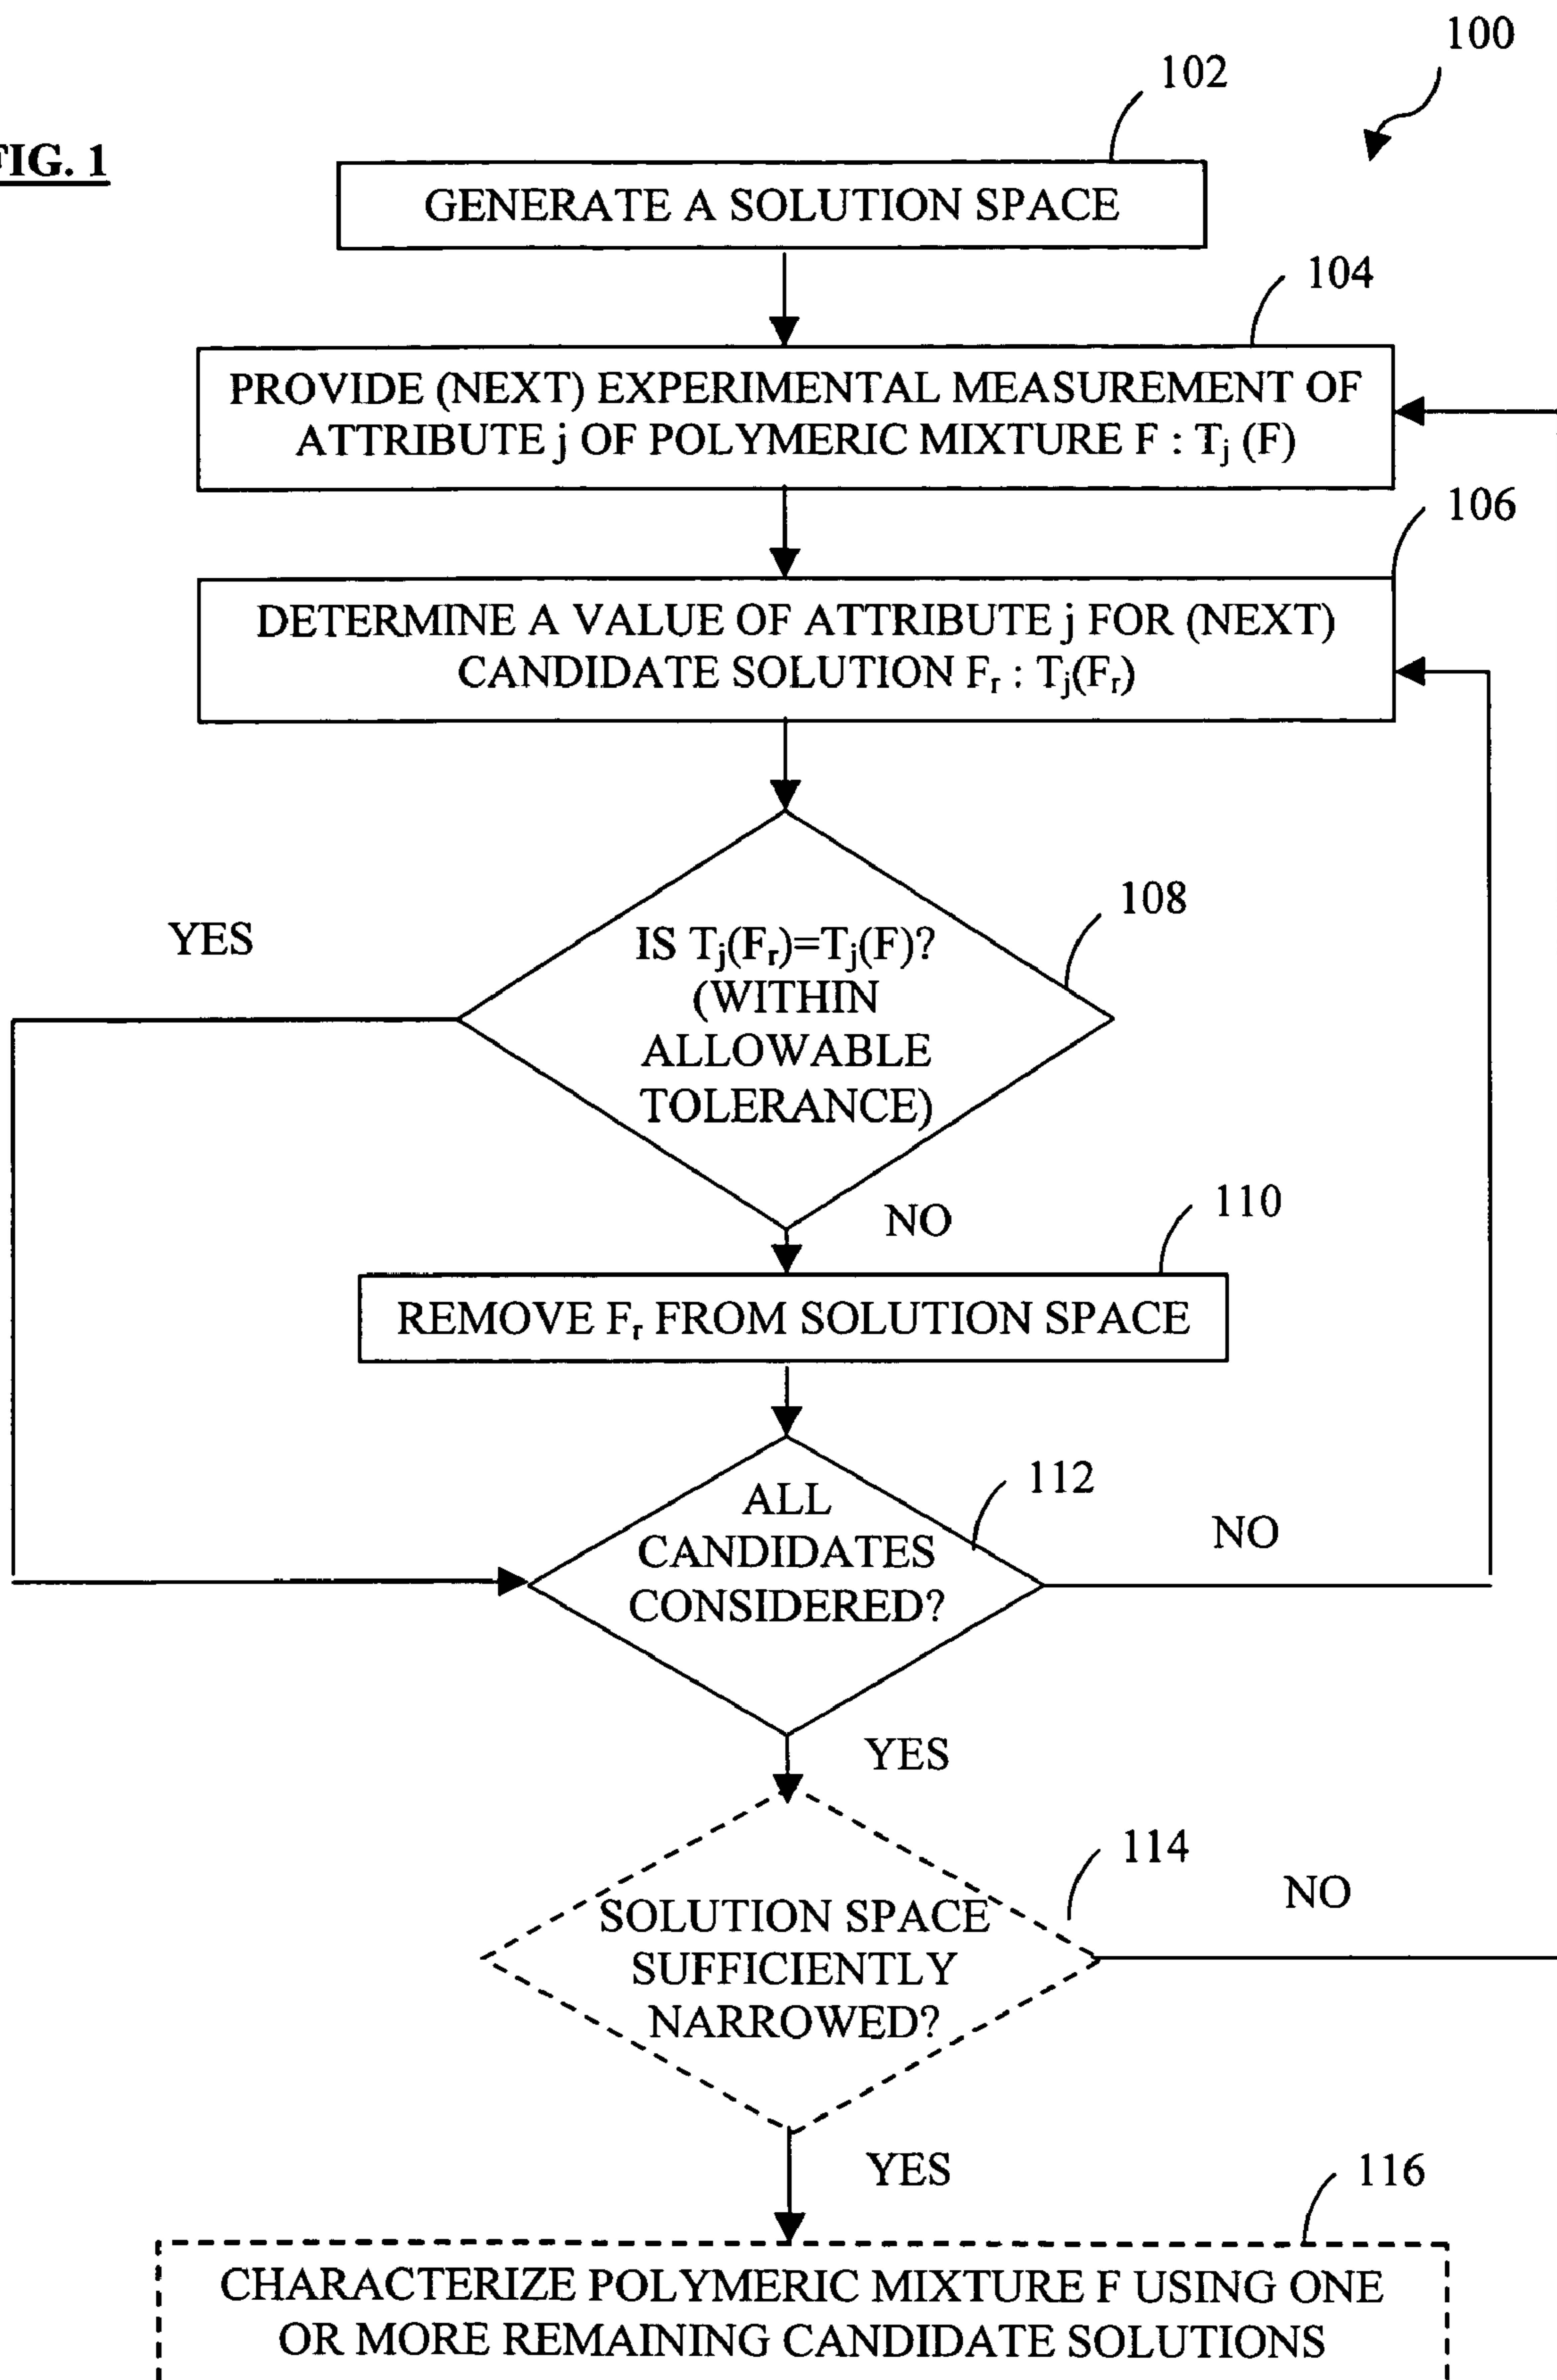 100
102
FIG. 1
GENERATE A SOLUTION SPACE
104
PROVIDE (NEXT) EXPERIMENTAL MEASUREMENT OF
ATTRIBUTE j OF POLYMERIC MIXTURE F : Tj (F)
106
DETERMINE A VALUE OF ATTRIBUTE j FOR (NEXT)
CANDIDATE SOLUTION Fr : Tj(Fr)
108
YES
IS Tj(Fr)=Tj(F)?
(WITHIN
ALLOWABLE
TOLERANCE)
NO
110
REMOVE Fr FROM SOLUTION SPACE
112
ALL
CANDIDATES
CONSIDERED?
NO
YES
114
SOLUTION SPACE
SUFFICIENTLY
NARROWED?
NO
YES
116
CHARACTERIZE POLYMERIC MIXTURE F USING ONE
OR MORE REMAINING CANDIDATE SOLUTIONS